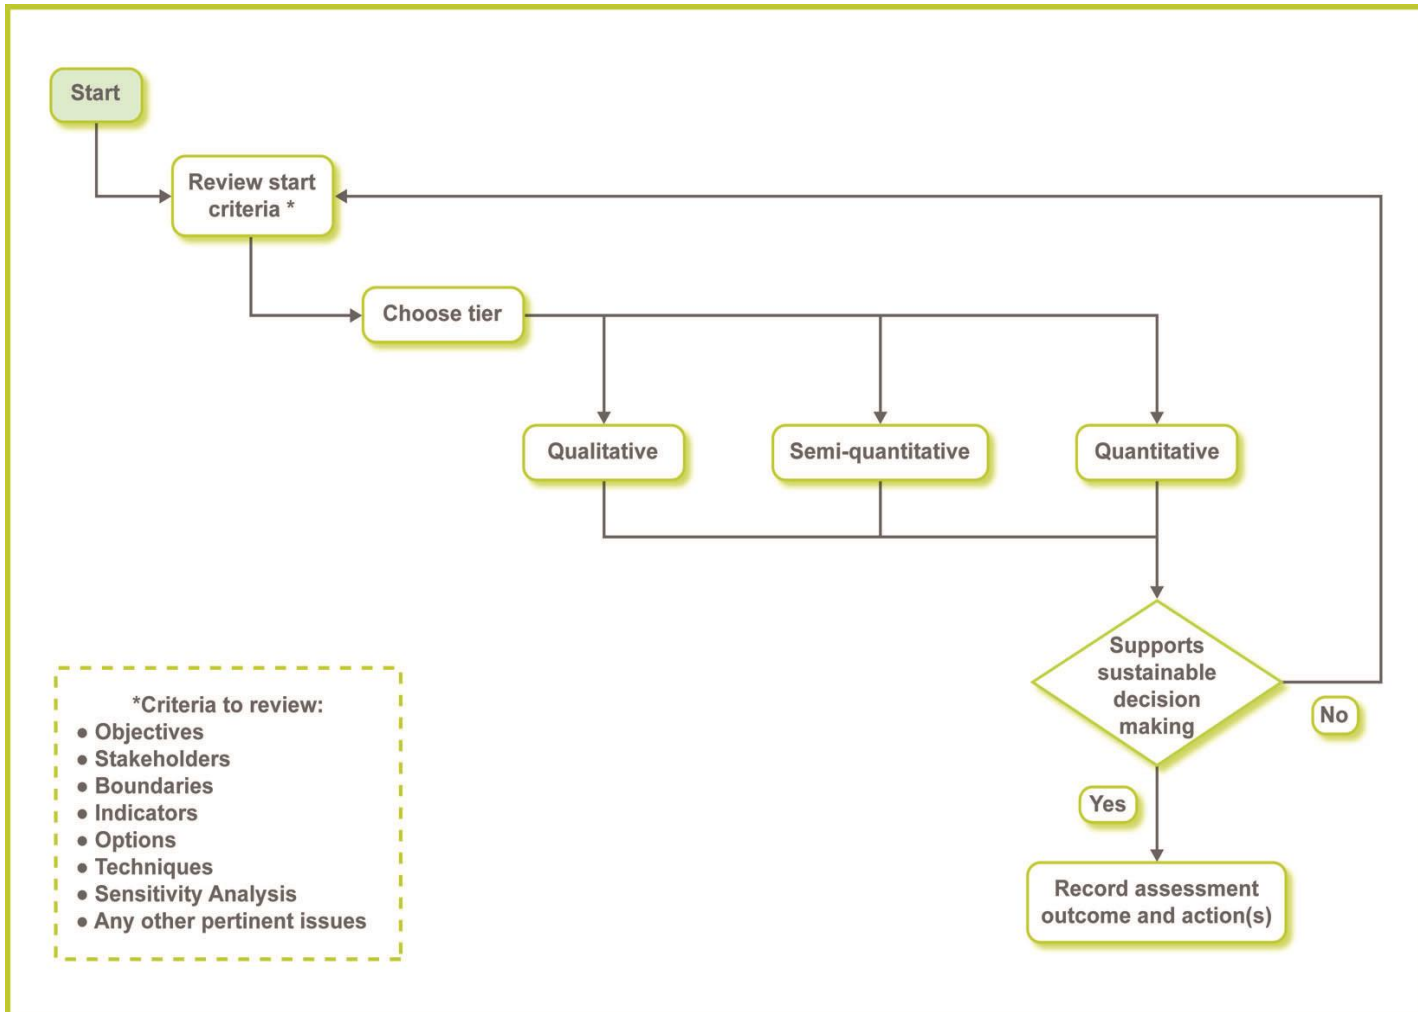 Start
Review start
criteria *
Choose tier
Qualitative
Semi-quantitative
Quantitative
Supports
sustainable
decision
making
No
Yes
Record assessment
outcome and action(s)
*Criteria to review:
● Objectives
● Stakeholders
● Boundaries
● Indicators
● Options
● Techniques
● Sensitivity Analysis
● Any other pertinent issues